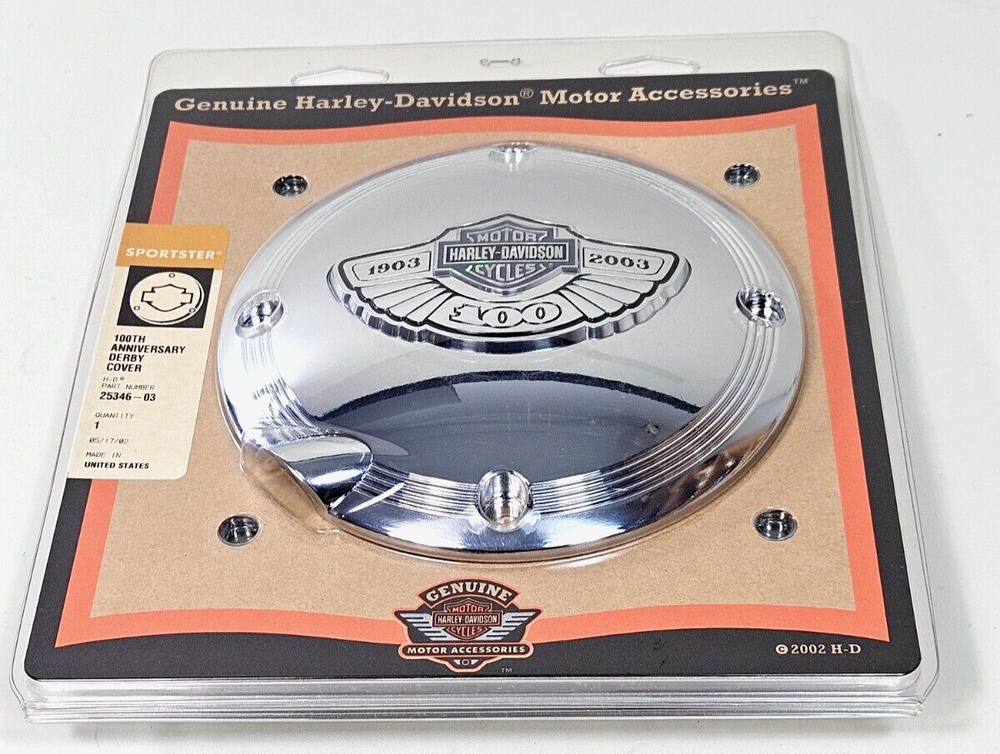 Genuine Harley-Davidson® Motor Accessories™
SPORTSTER®
100TH
ANNIVERSARY
DERBY
COVER
H-D®
PART NUMBER
25346-03
QUANTITY
1
05/17/02
MADE IN
UNITED STATES
MOTOR
HARLEY-DAVIDSON
CYCLES
1903
2003
100
GENUINE
MOTOR
HARLEY-DAVIDSON
CYCLES
MOTOR ACCESSORIES
™
© 2002 H-D